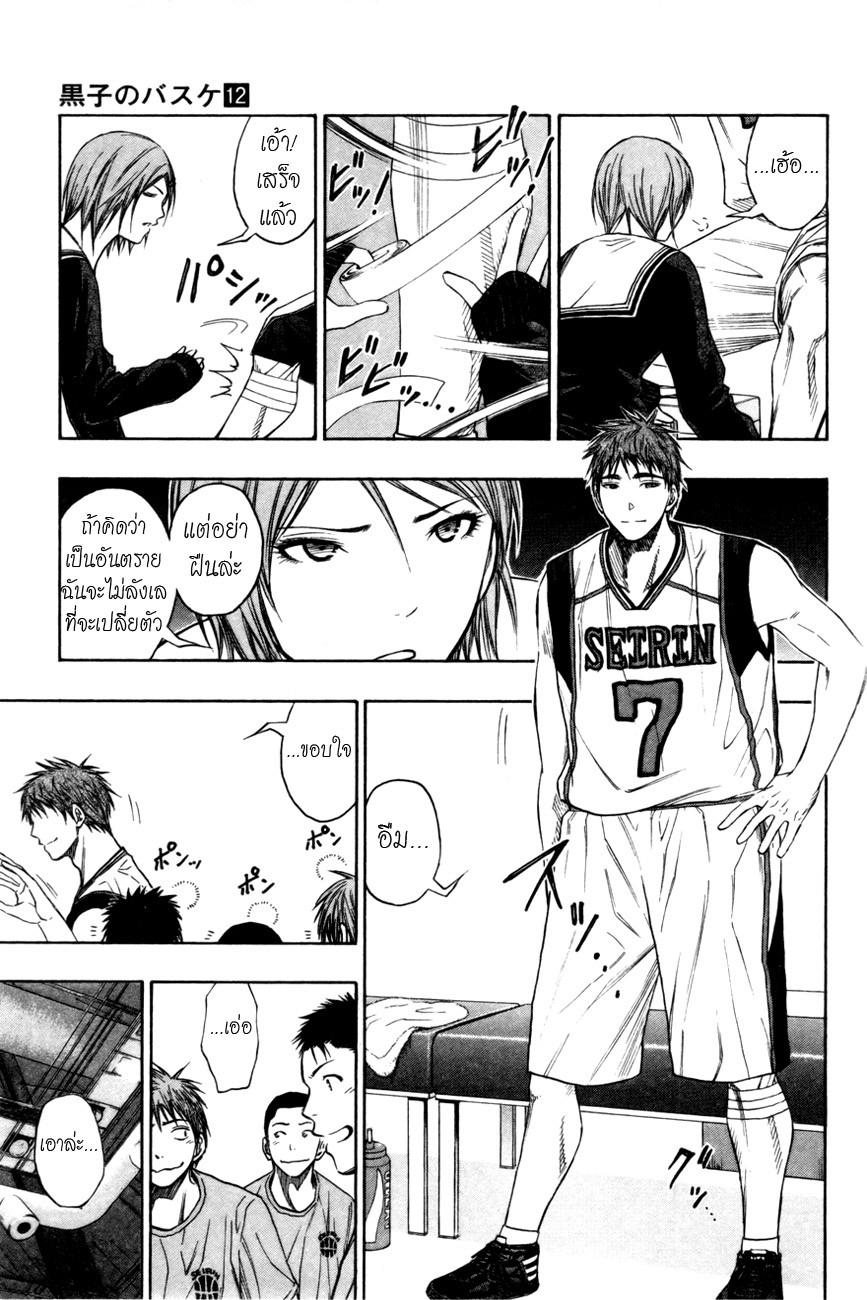 黒子のバスケ12
...เฮ้อ...
ビッ!
ビッ!
ビッ
ビッ...
เอ้า!
เสร็จ
แล้ว
パシッ
แต่อย่า
ฝืนล่ะ
ถ้าคิดว่า
เป็นอันตราย
ฉันจะไม่ลังเล
ที่จะเปลี่ยตัว
SEIRIN
7
อืม...
ズッ...
グッ...
...ขอบใจ
ポン
ポン
ポンッ
...เอ่อ
SEIRIN
เอาล่ะ...